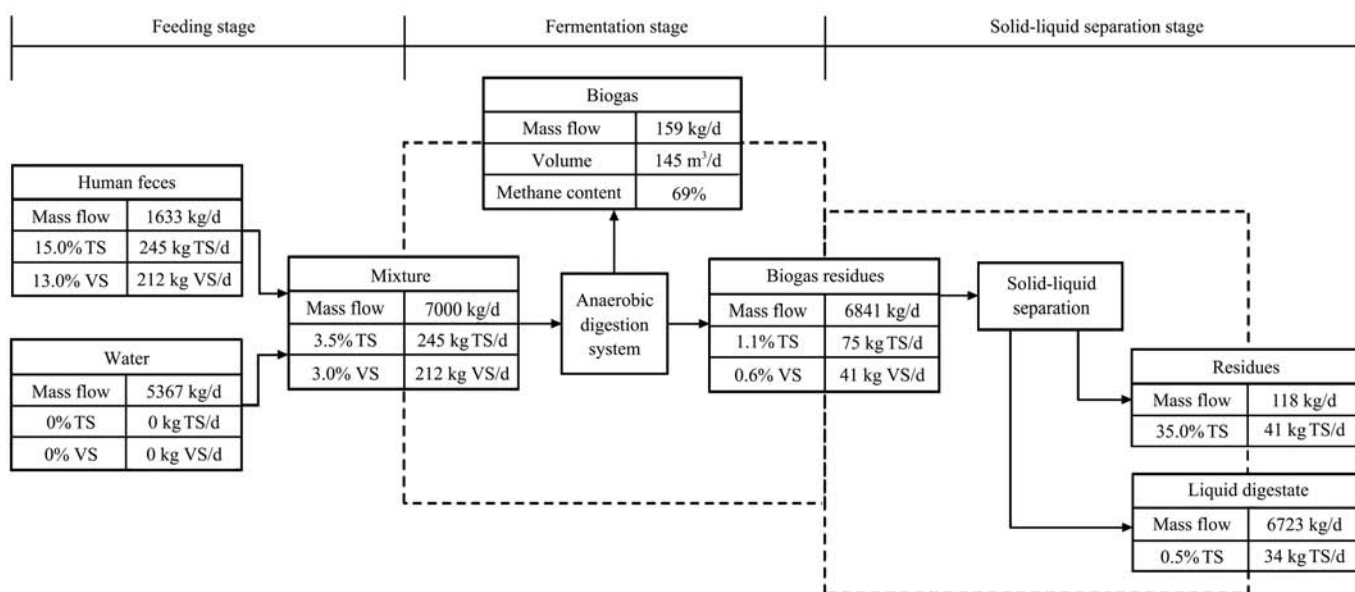 Feeding stage
Fermentation stage
Solid-liquid separation stage
Biogas
Mass flow 159 kg/d
Volume 145 m³/d
Methane content 69%
Human feces
Mass flow 1633 kg/d
15.0% TS 245 kg TS/d
13.0% VS 212 kg VS/d
Water
Mass flow 5367 kg/d
0% TS 0 kg TS/d
0% VS 0 kg VS/d
Mixture
Mass flow 7000 kg/d
3.5% TS 245 kg TS/d
3.0% VS 212 kg VS/d
Anaerobic
digestion
system
Biogas residues
Mass flow 6841 kg/d
1.1% TS 75 kg TS/d
0.6% VS 41 kg VS/d
Solid-liquid
separation
Residues
Mass flow 118 kg/d
35.0% TS 41 kg TS/d
Liquid digestate
Mass flow 6723 kg/d
0.5% TS 34 kg TS/d